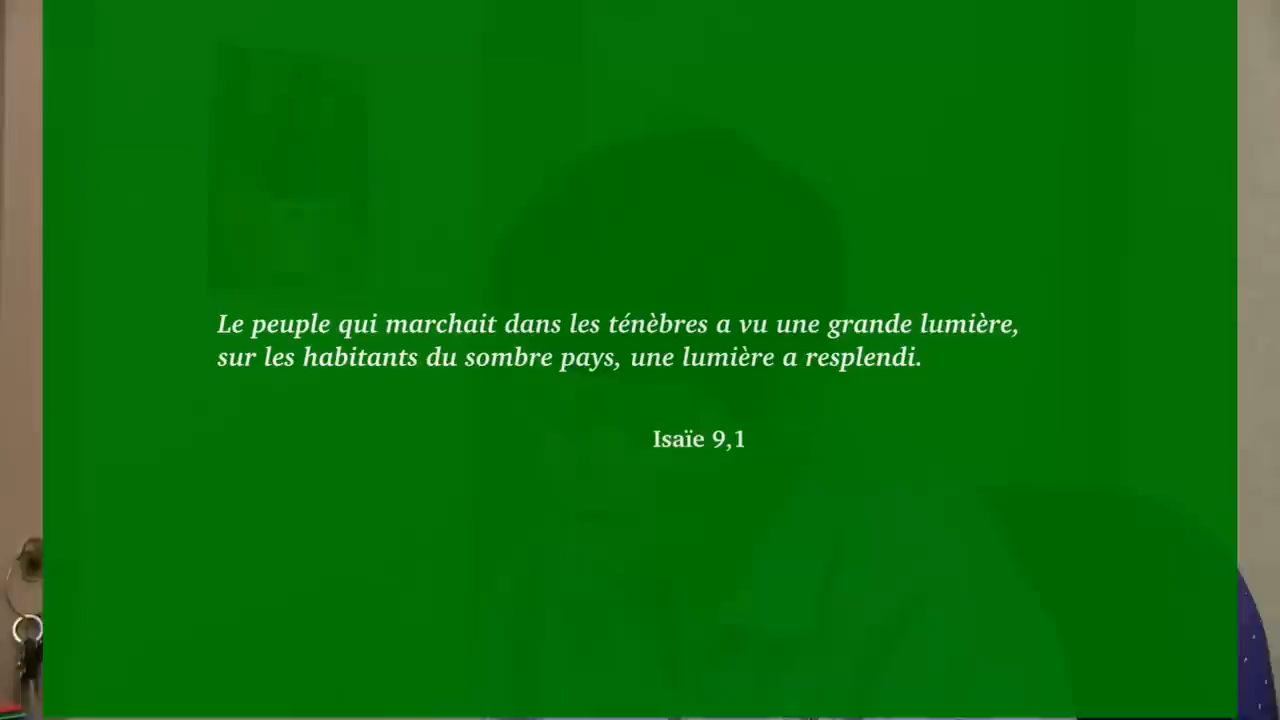 Le peuple qui marchait dans les ténèbres a vu une grande lumière,
sur les habitants du sombre pays, une lumière a resplendi.
Isaïe 9,1